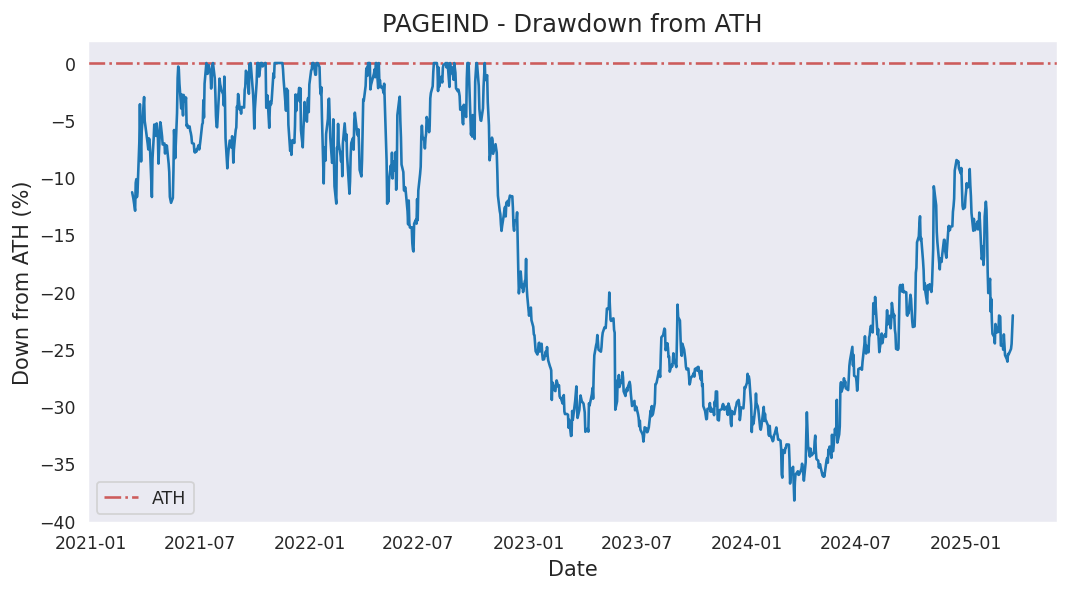 PAGEIND - Drawdown from ATH
Down from ATH (%)
0
−5
−10
−15
−20
−25
−30
−35
−40
ATH
2021-01 2021-07 2022-01 2022-07 2023-01 2023-07 2024-01 2024-07 2025-01
Date